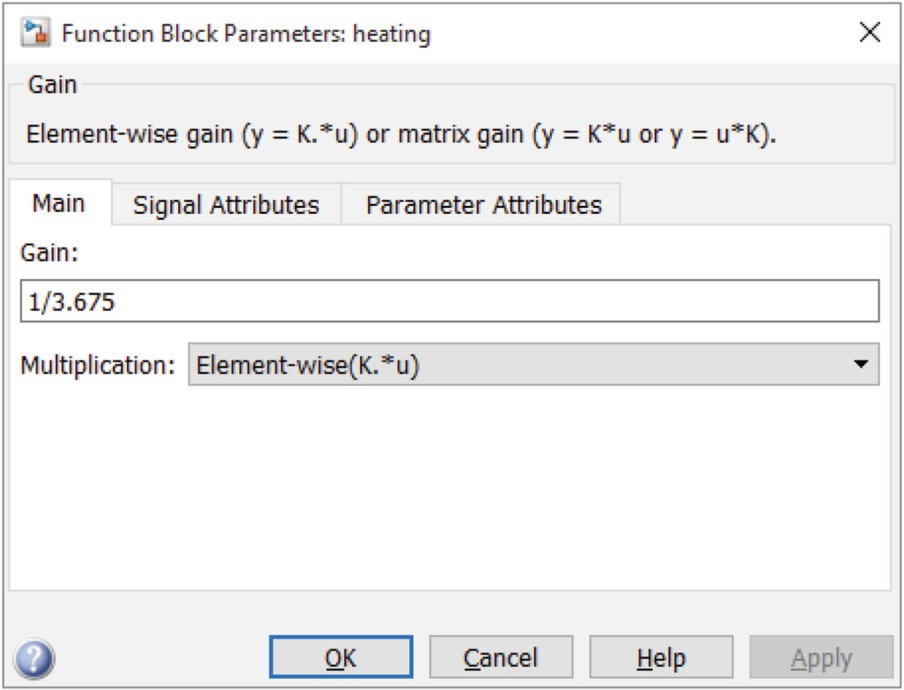 Function Block Parameters: heating
Gain
Element-wise gain (y = K.*u) or matrix gain (y = K*u or y = u*K).
Main Signal Attributes Parameter Attributes
Gain:
1/3.675
Multiplication: Element-wise(K.*u)
? OK Cancel Help Apply